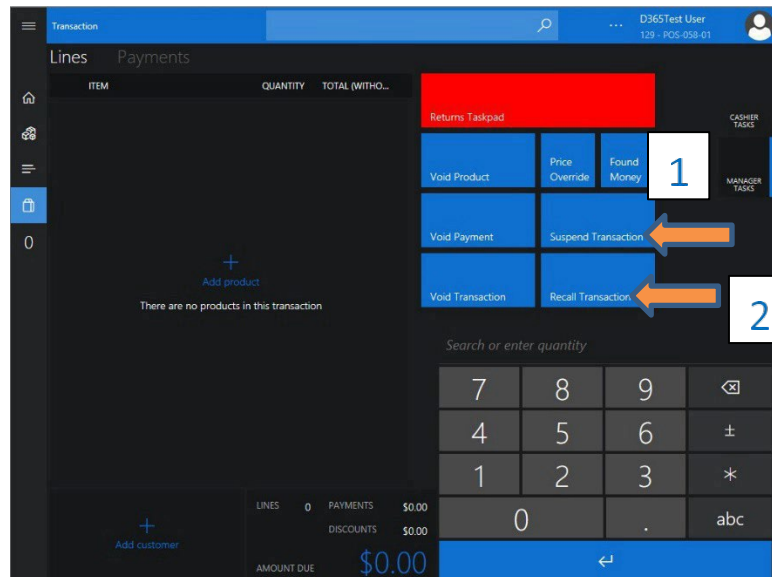 Transaction
...
D365Test User
129 - POS-058-01
Lines Payments
ITEM QUANTITY TOTAL (WITHO...
Returns Taskpad
CASHIER
TASKS
Void Product
Price
Override
Found
Money
1
MANAGER
TASKS
0
Void Payment
Suspend Transaction
Add product
There are no products in this transaction
Void Transaction
Recall Transaction
2
Search or enter quantity
7 8 9
4 5 6 ±
1 2 3 *
0 . abc
LINES 0 PAYMENTS $0.00
DISCOUNTS $0.00
Add customer
AMOUNT DUE $0.00